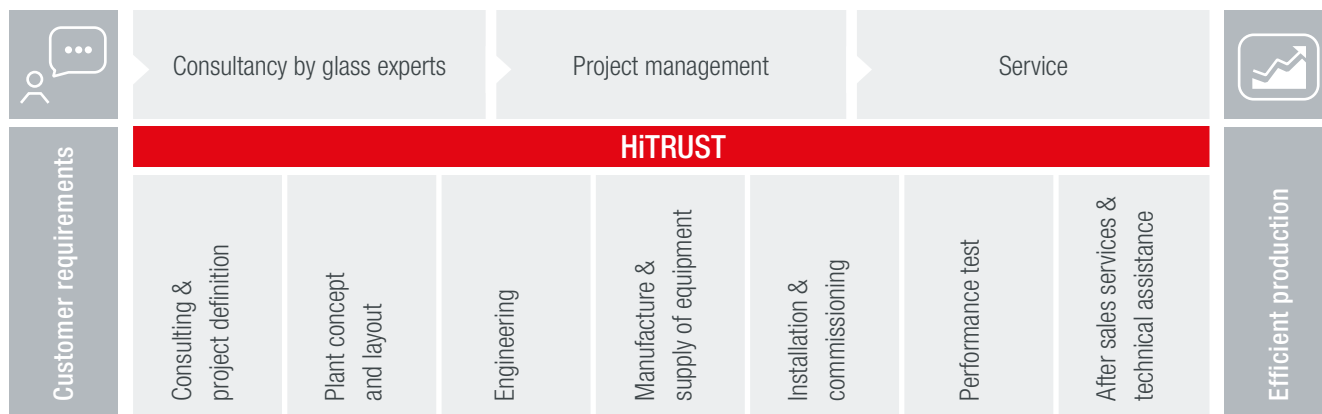 Consultancy by glass experts
Project management
Service
HiTRUST
Customer requirements
Consulting &
project definition
Plant concept
and layout
Engineering
Manufacture &
supply of equipment
Installation &
commissioning
Performance test
After sales services &
technical assistance
Efficient production